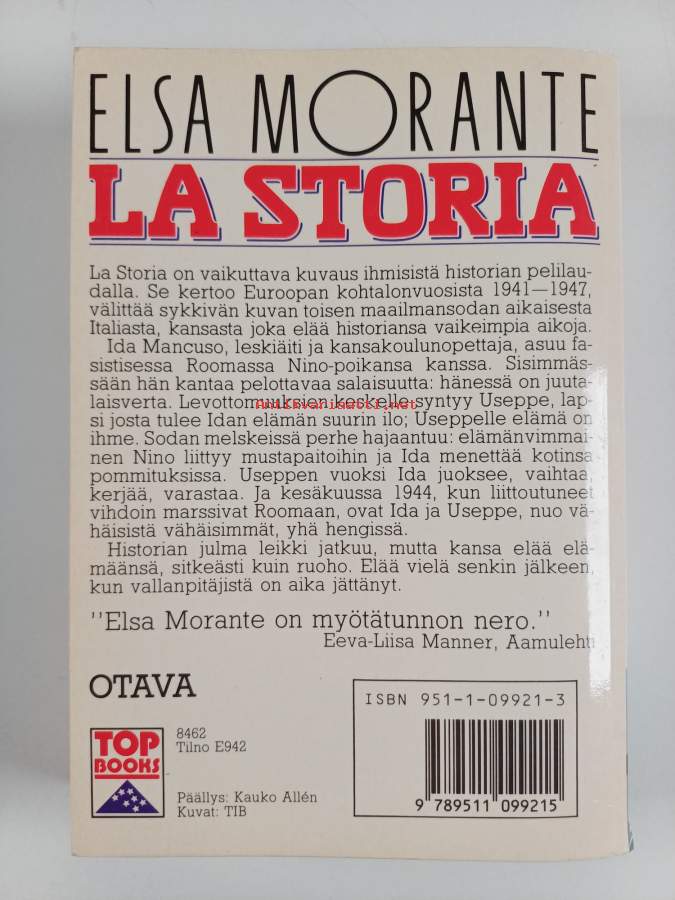 ELSA MORANTE
LA STORIA
La Storia on vaikuttava kuvaus ihmisistä historian pelilau-
dalla. Se kertoo Euroopan kohtalonvuosista 1941—1947,
välittää sykkivän kuvan toisen maailmansodan aikaisesta
Italiasta, kansasta joka elää historiansa vaikeimpia aikoja.
Ida Mancuso, leskiäiti ja kansakoulunopettaja, asuu fa-
sistisessa Roomassa Nino-poikansa kanssa. Sisimmäs-
sään hän kantaa pelottavaa salaisuutta: hänessä on juuta-
laisverta. Levottomuuksien keskelle syntyy Useppe, lap-
Antikvariaatti.net
si josta tulee Idan elämän suurin ilo; Useppelle elämä on
ihme. Sodan melskeissä perhe hajaantuu: elämänvimmai-
nen Nino liittyy mustapaitoihin ja Ida menettää kotinsa
pommituksissa. Useppen vuoksi Ida juoksee, vaihtaa,
kerjää, varastaa. Ja kesäkuussa 1944, kun liittoutuneet
vihdoin marssivat Roomaan, ovat Ida ja Useppe, nuo vä-
häisistä vähäisimmät, yhä hengissä.
Historian julma leikki jatkuu, mutta kansa elää elä-
määnsä, sitkeästi kuin ruoho. Elää vielä senkin jälkeen,
kun vallanpitäjistä on aika jättänyt.
"Elsa Morante on myötätunnon nero."
Eeva-Liisa Manner, Aamulehti
OTAVA
ISBN 951-1-09921-3
TOP
BOOKS
8462
Tilno E942
Päällys: Kauko Allén
Kuvat: TIB
9 789511 099215